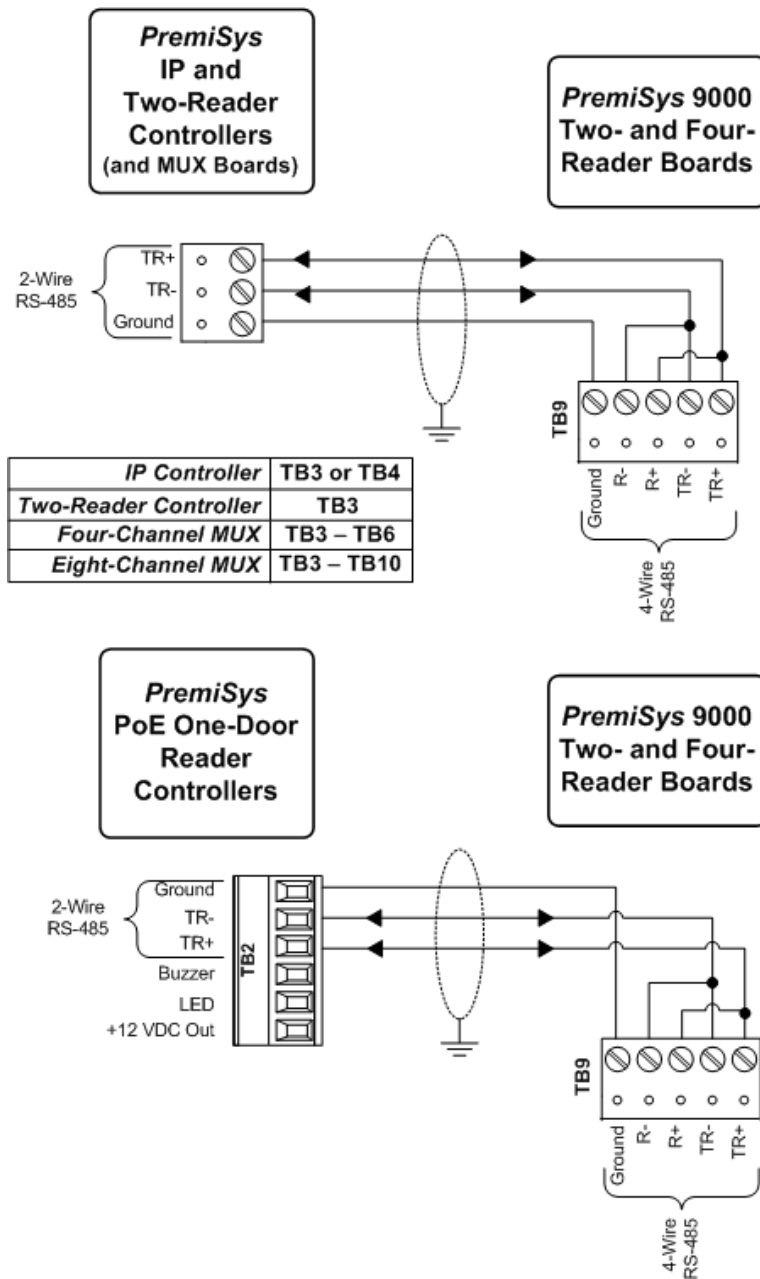 PremiSys
IP and
Two-Reader
Controllers
(and MUX Boards)
PremiSys 9000
Two- and Four-
Reader Boards
2-Wire
RS-485
TR+
TR-
Ground
TB9
Ground
R-
R+
TR-
TR+
4-Wire
RS-485
IP Controller TB3 or TB4
Two-Reader Controller TB3
Four-Channel MUX TB3 – TB6
Eight-Channel MUX TB3 – TB10
PremiSys
PoE One-Door
Reader
Controllers
PremiSys 9000
Two- and Four-
Reader Boards
2-Wire
RS-485
Ground
TR-
TR+
Buzzer
LED
+12 VDC Out
TB2
TB9
Ground
R-
R+
TR-
TR+
4-Wire
RS-485